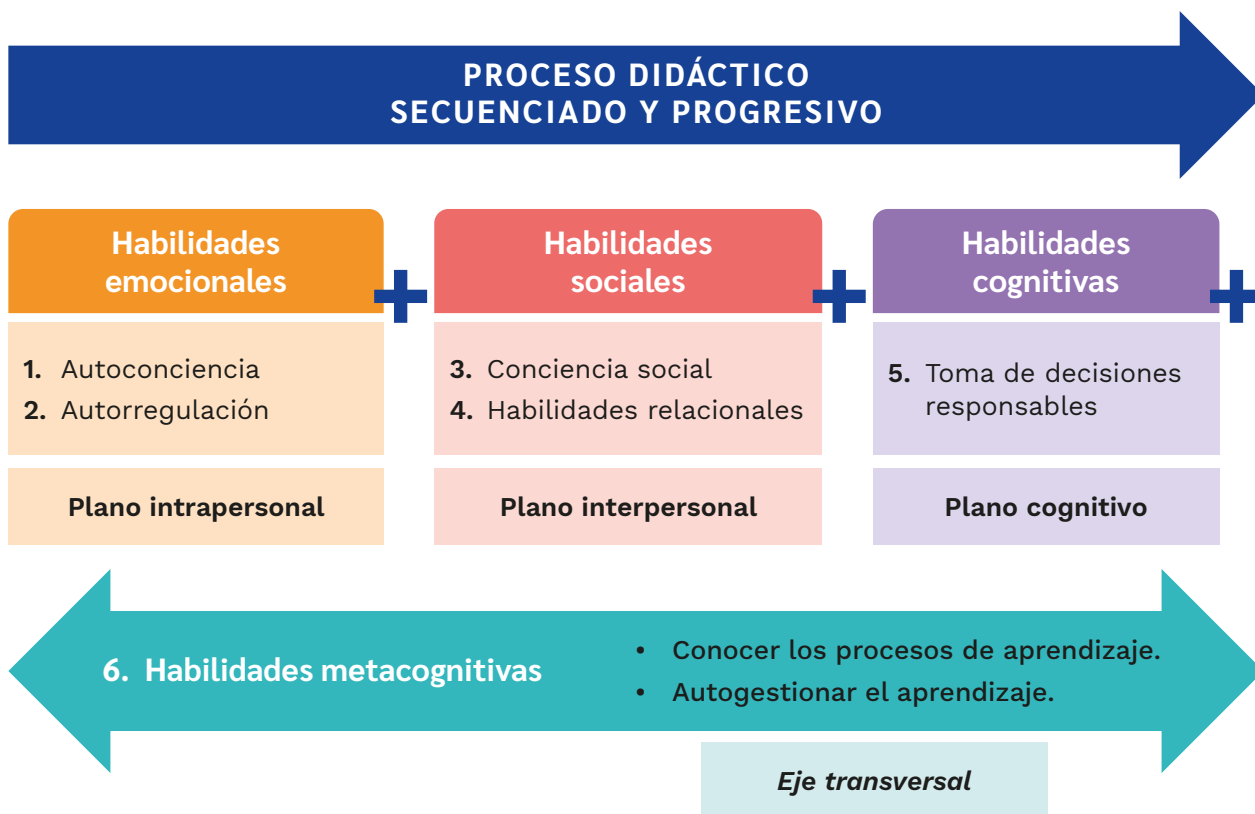 PROCESO DIDÁCTICO
SECUENCIADO Y PROGRESIVO
Habilidades
emocionales
+
Habilidades
sociales
+
Habilidades
cognitivas
+
1. Autoconciencia
2. Autorregulación
3. Conciencia social
4. Habilidades relacionales
5. Toma de decisiones
responsables
Plano intrapersonal
Plano interpersonal
Plano cognitivo
6. Habilidades metacognitivas
• Conocer los procesos de aprendizaje.
• Autogestionar el aprendizaje.
Eje transversal